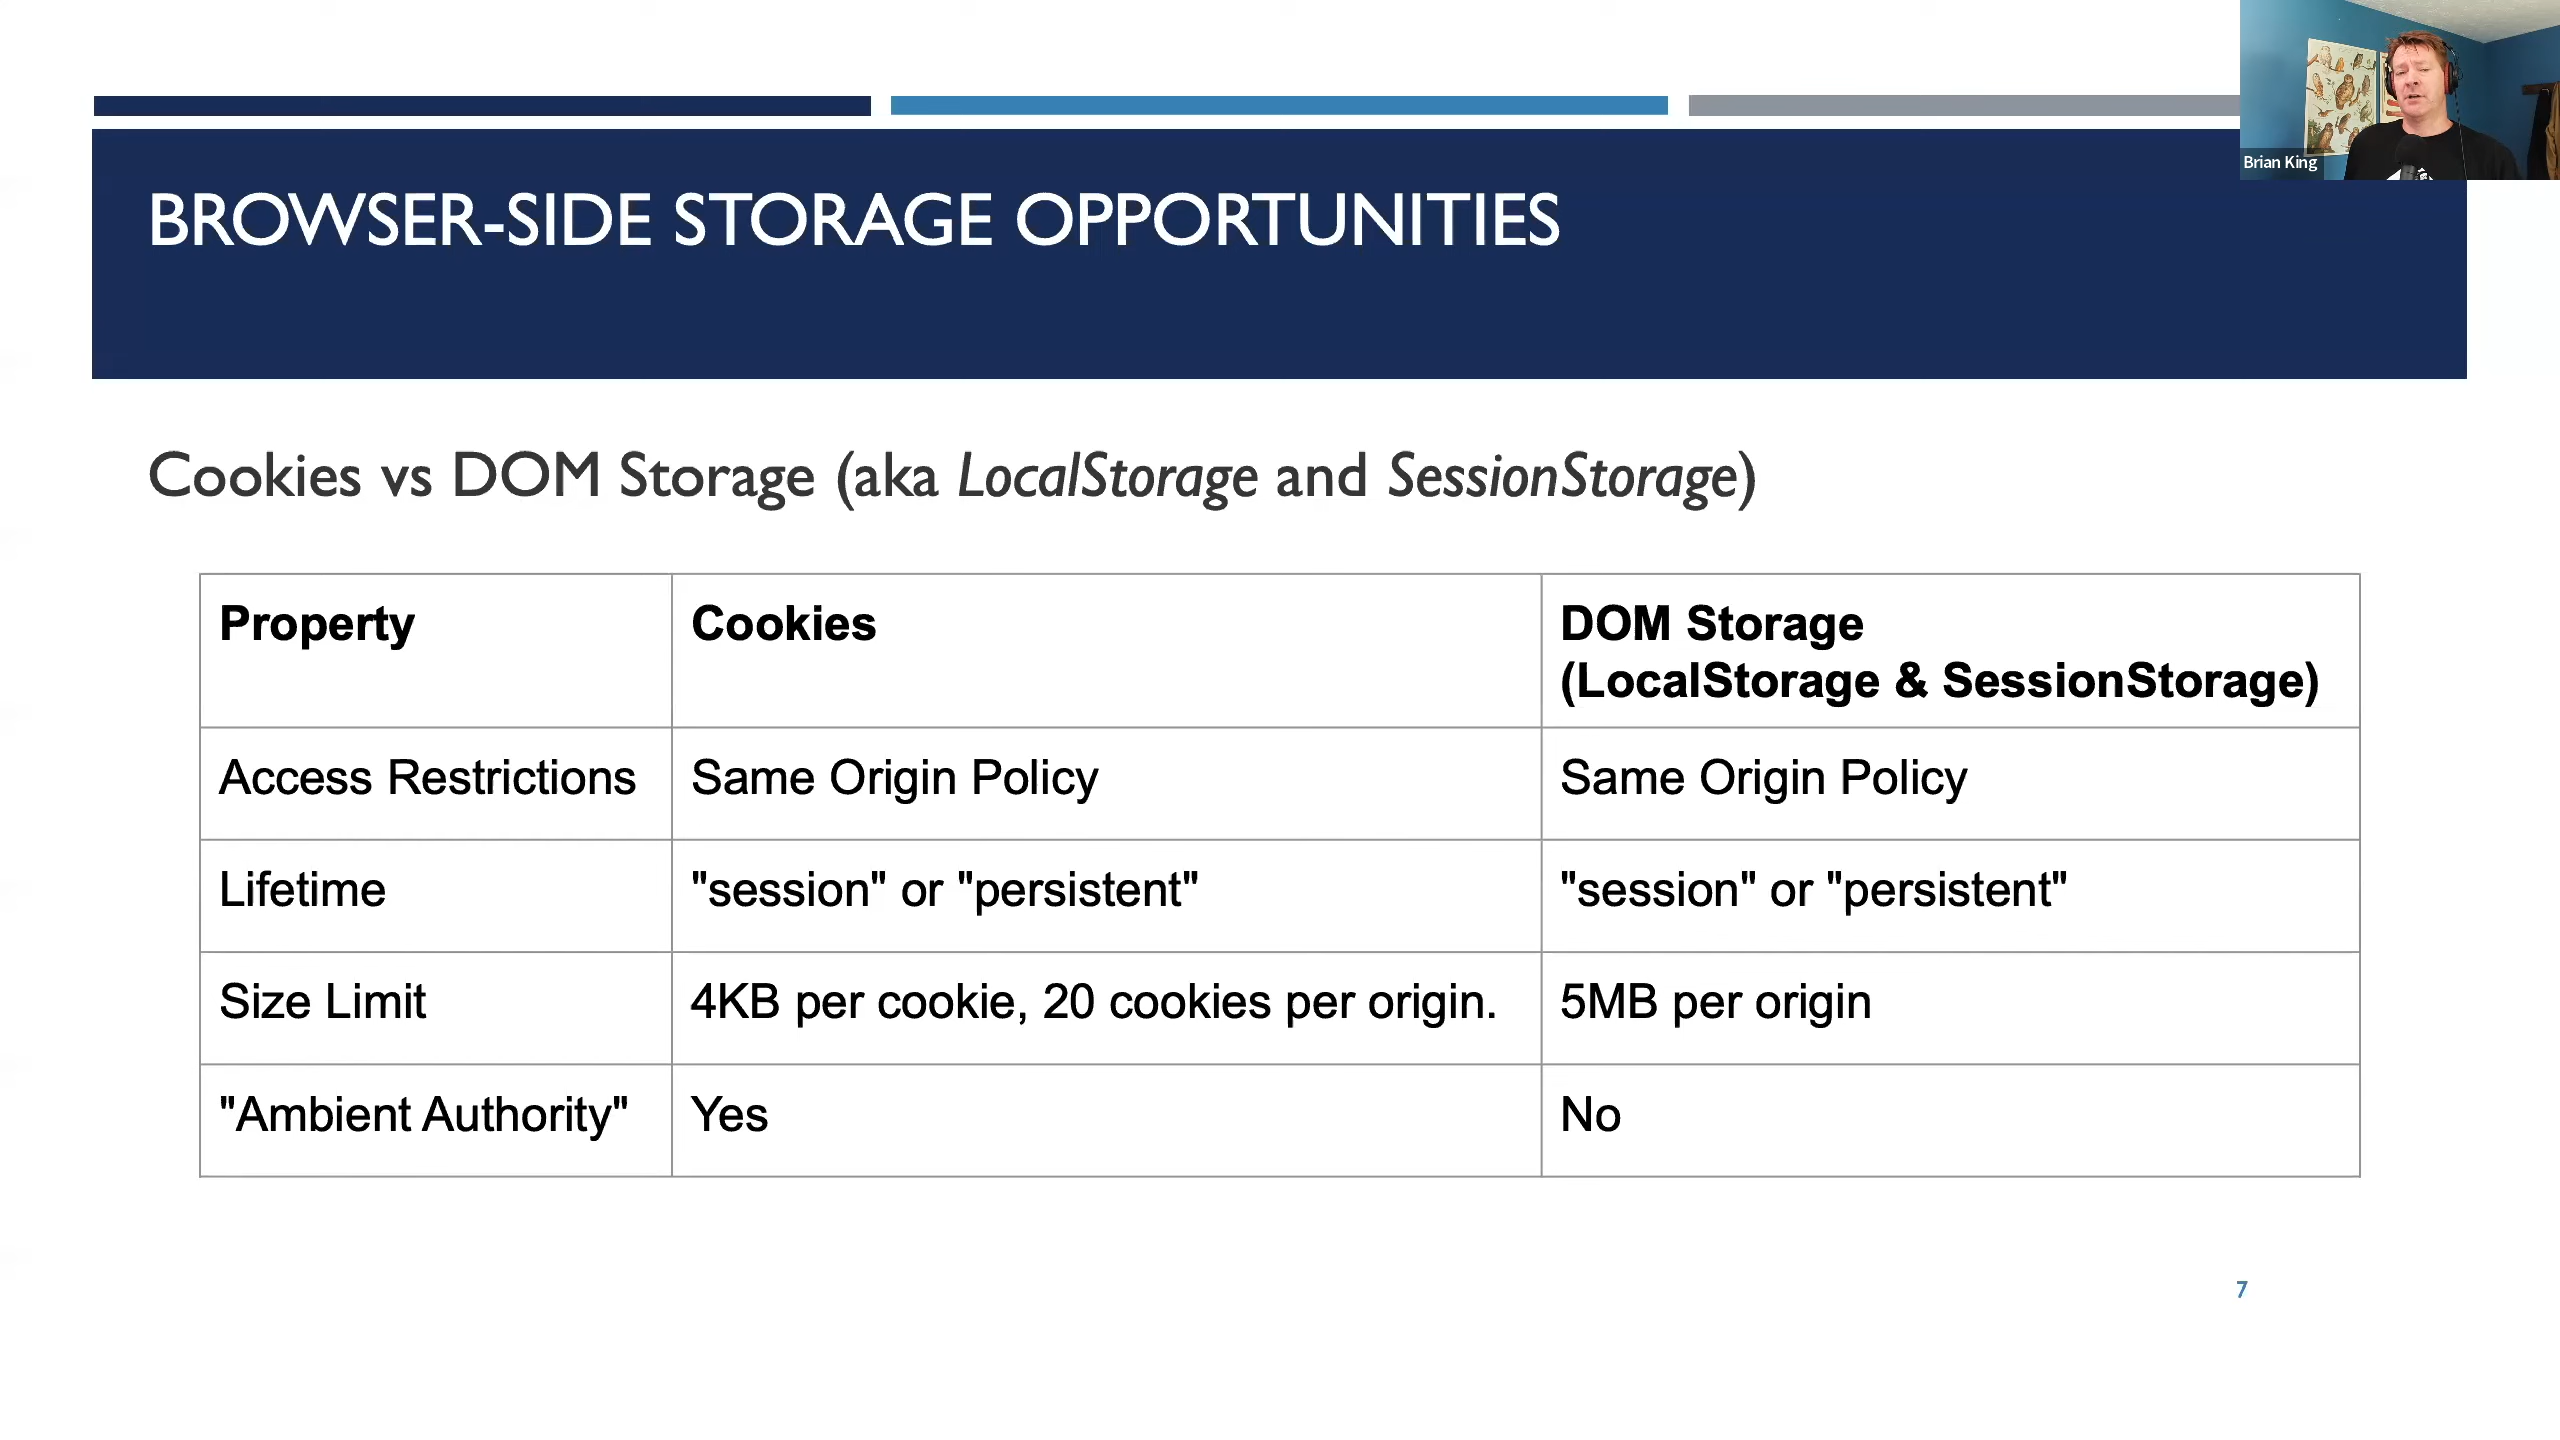 Brian King
BROWSER-SIDE STORAGE OPPORTUNITIES
Cookies vs DOM Storage (aka LocalStorage and SessionStorage)
Property
Cookies
DOM Storage
(LocalStorage & SessionStorage)
Access Restrictions
Same Origin Policy
Same Origin Policy
Lifetime
"session" or "persistent"
"session" or "persistent"
Size Limit
4KB per cookie, 20 cookies per origin.
5MB per origin
"Ambient Authority"
Yes
No
7